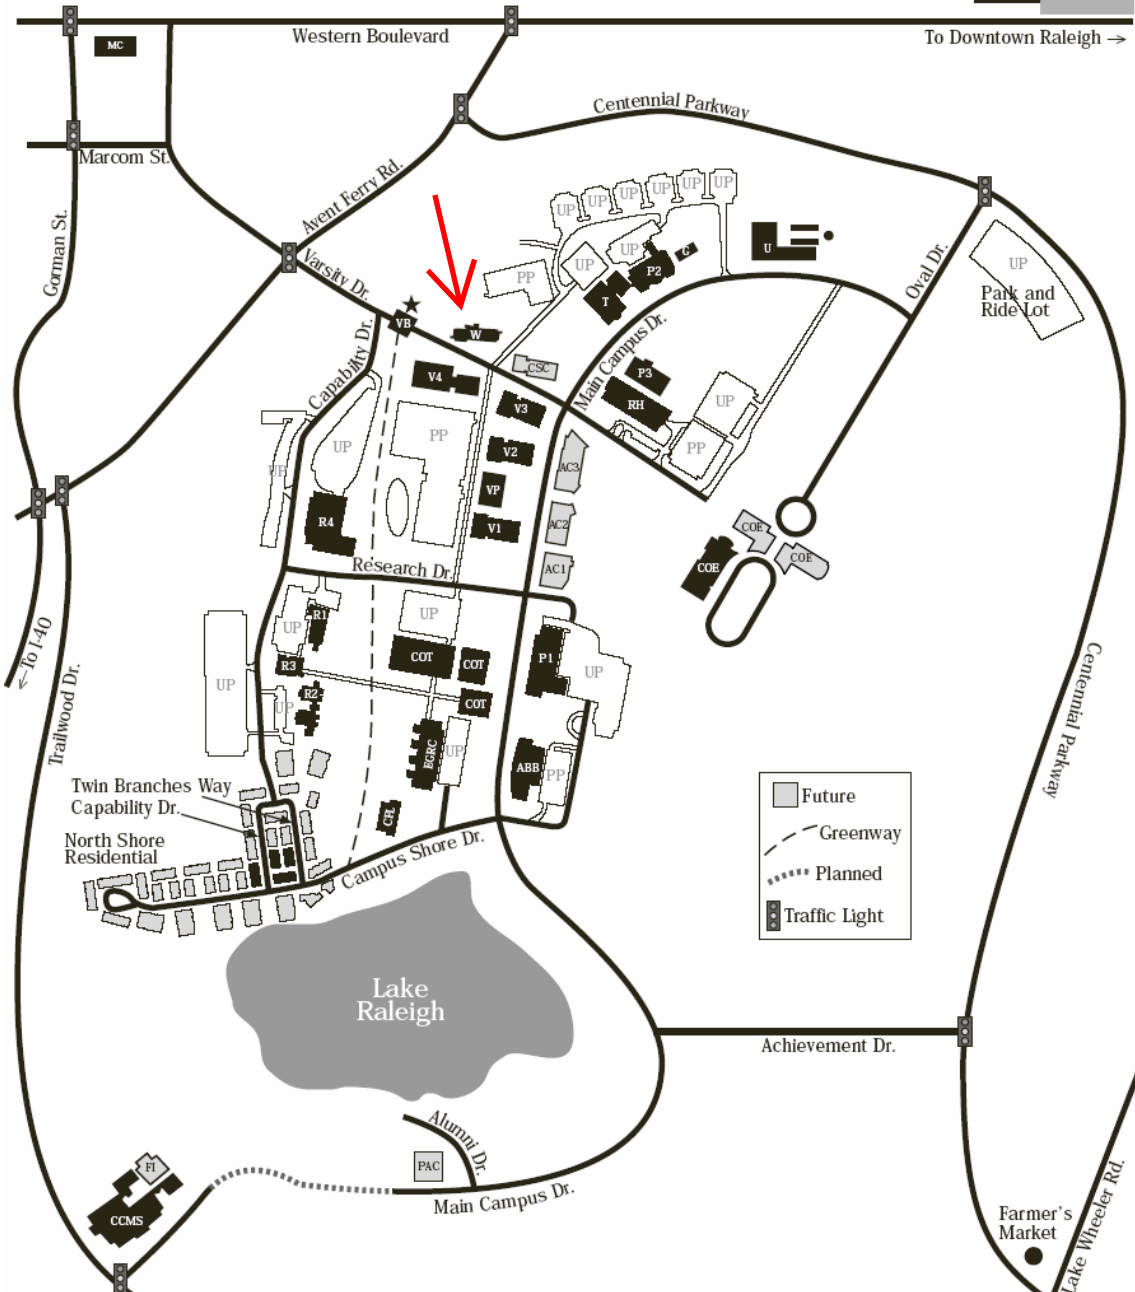 Western Boulevard
To Downtown Raleigh →
MC
Centennial Parkway
Marcom St.
Avent Ferry Rd.
Gorman St.
Varsity Dr.
UP
UP
UP
UP
UP
UP
UP
UP
PP
P2
G
U
T
Oval Dr.
UP
Park and
Ride Lot
VB
W
Capability Dr.
CSC
Main Campus Dr.
V4
P3
RH
V3
UP
PP
UP
UP
PP
V2
AC3
VP
R4
V1
AC2
AC1
COE
COE
COE
Research Dr.
To I-40
Trailwood Dr.
R1
UP
UP
R3
COT
COT
COT
P1
UP
UP
R2
UP
EGRC
UP
ABB
PP
CFL
Centennial Parkway
Twin Branches Way
Capability Dr.
North Shore
Residential
Campus Shore Dr.
Future
Greenway
Planned
Traffic Light
Lake
Raleigh
Achievement Dr.
Alumni Dr.
PAC
FI
CCMS
Main Campus Dr.
Farmer's
Market
Lake Wheeler Rd.